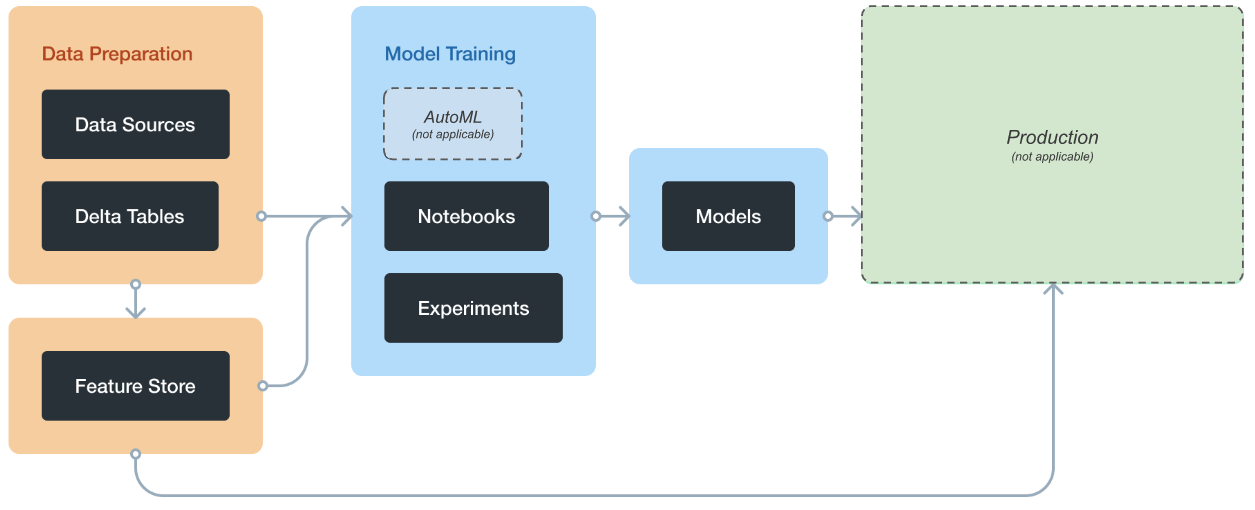 Data Preparation
Data Sources
Delta Tables
Feature Store
Model Training
AutoML
(not applicable)
Notebooks
Experiments
Models
Production
(not applicable)